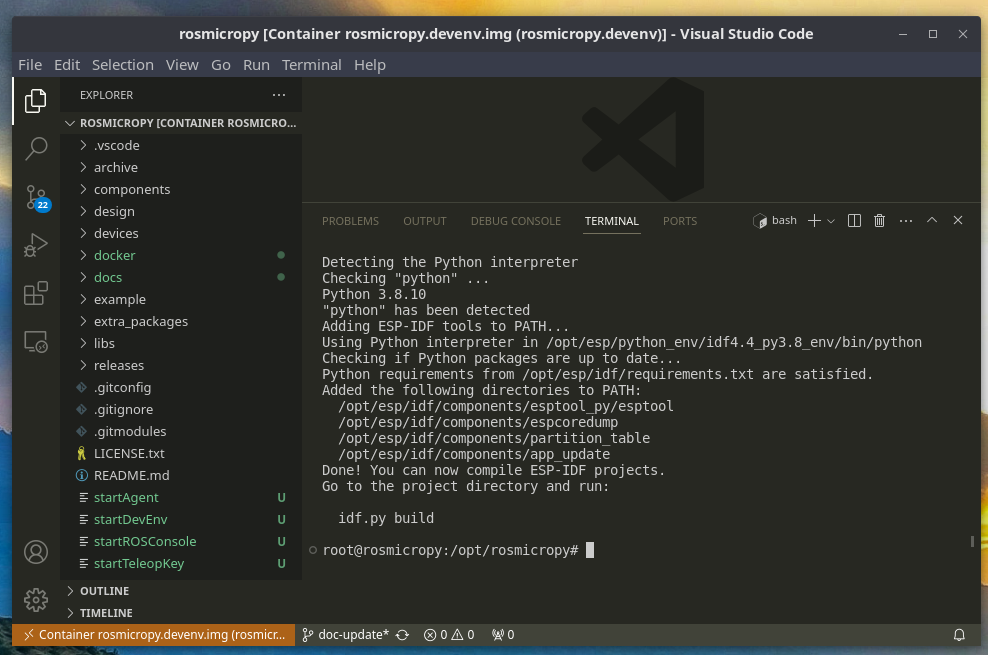 rosmicropy [Container rosmicropy.devenv.img (rosmicropy.devenv)] - Visual Studio Code
File Edit Selection View Go Run Terminal Help
EXPLORER
ROSMICROPY [CONTAINER ROSMICRO...
.vscode
archive
components
design
devices
docker
docs
example
extra_packages
libs
releases
.gitconfig
.gitignore
.gitmodules
LICENSE.txt
README.md
startAgent U
startDevEnv U
startROSConsole U
startTeleopKey U
OUTLINE
TIMELINE
22
PROBLEMS OUTPUT DEBUG CONSOLE TERMINAL PORTS bash
Detecting the Python interpreter
Checking "python" ...
Python 3.8.10
"python" has been detected
Adding ESP-IDF tools to PATH...
Using Python interpreter in /opt/esp/python_env/idf4.4_py3.8_env/bin/python
Checking if Python packages are up to date...
Python requirements from /opt/esp/idf/requirements.txt are satisfied.
Added the following directories to PATH:
/opt/esp/idf/components/esptool_py/esptool
/opt/esp/idf/components/espcoredump
/opt/esp/idf/components/partition_table
/opt/esp/idf/components/app_update
Done! You can now compile ESP-IDF projects.
Go to the project directory and run:
idf.py build
root@rosmicropy:/opt/rosmicropy#
Container rosmicropy.devenv.img (rosmicr... doc-update* 0 0 0